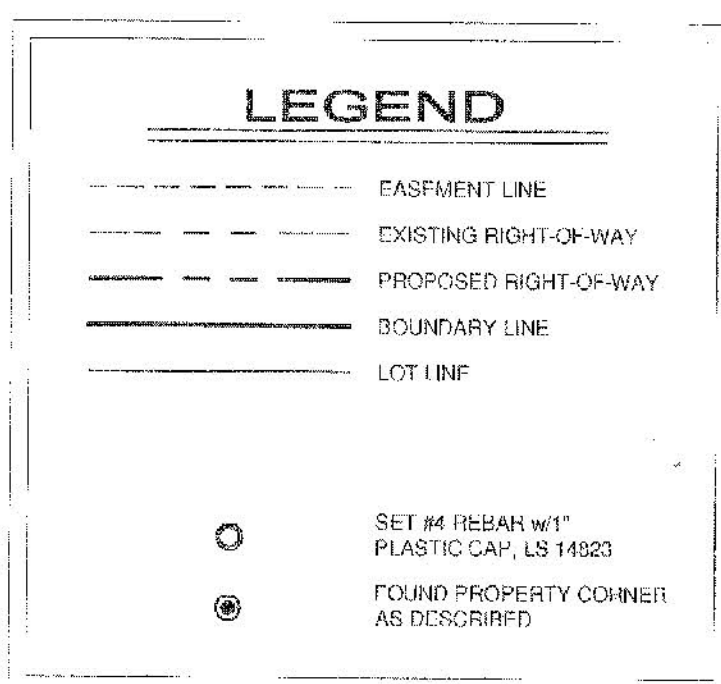 LEGEND
EASEMENT LINE
EXISTING RIGHT-OF-WAY
PROPOSED RIGHT-OF-WAY
BOUNDARY LINE
LOT LINE
SET #4 REBAR w/1"
PLASTIC CAP, LS 14823
FOUND PROPERTY CORNER
AS DESCRIBED